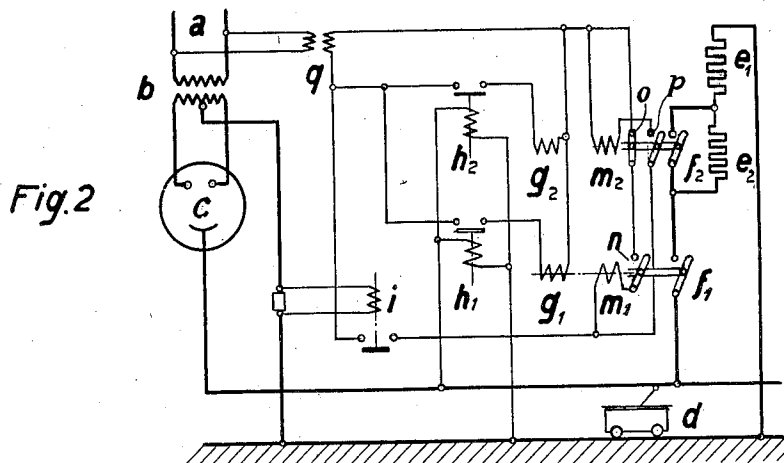 a
b
q
e₁
o
p
h₂
g₂
m₂
f₂
e₂
Fig. 2
c
n
i
h₁
g₁
m₁
f₁
d